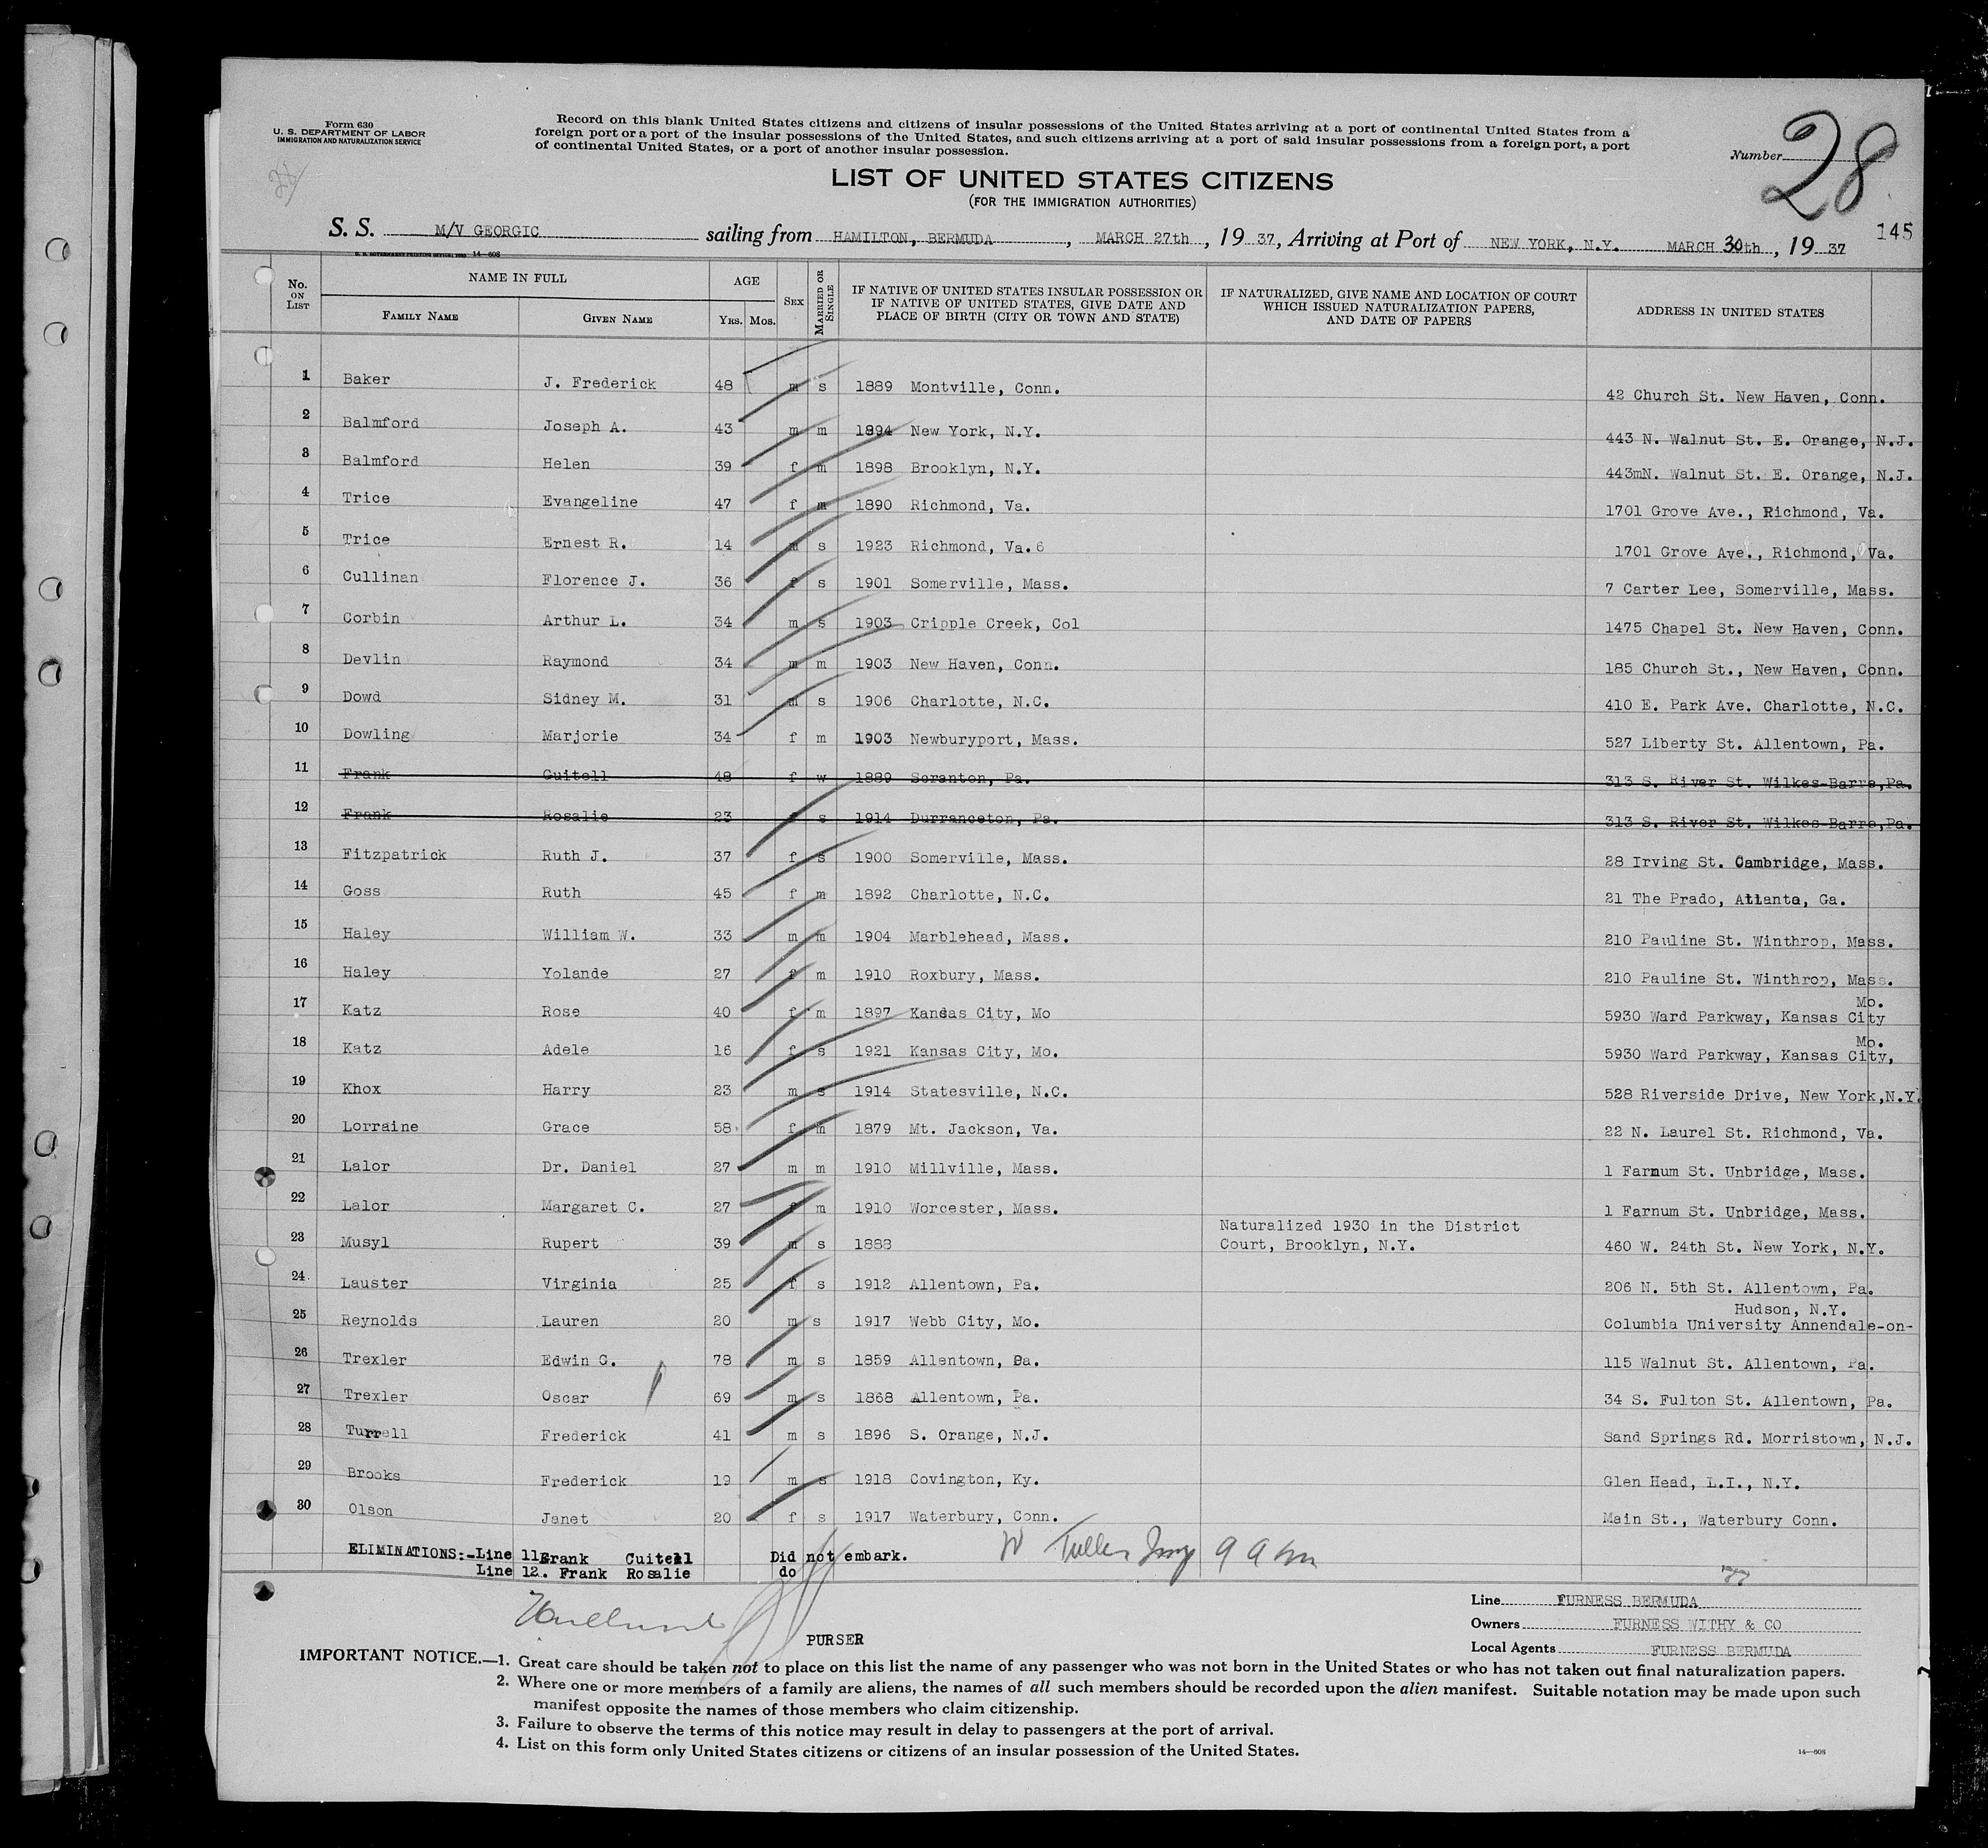 Form 630
U. S. DEPARTMENT OF LABOR
IMMIGRATION AND NATURALIZATION SERVICE
Record on this blank United States citizens and citizens of insular possessions of the United States arriving at a port of continental United States from a
foreign port or a port of the insular possessions of the United States, and such citizens arriving at a port of said insular possessions from a foreign port, a port
of continental United States, or a port of another insular possession.
Number 28
LIST OF UNITED STATES CITIZENS
(FOR THE IMMIGRATION AUTHORITIES)
145
S. S. M/V GEORGIC sailing from HAMILTON, BERMUDA, MARCH 27th, 19 37, Arriving at Port of NEW YORK, N.Y. MARCH 30th, 19 37
14—608
No. ON LIST NAME IN FULL FAMILY NAME GIVEN NAME AGE YRS. MOS. SEX MARRIED OR SINGLE IF NATIVE OF UNITED STATES INSULAR POSSESSION OR IF NATIVE OF UNITED STATES, GIVE DATE AND PLACE OF BIRTH (CITY OR TOWN AND STATE) IF NATURALIZED, GIVE NAME AND LOCATION OF COURT WHICH ISSUED NATURALIZATION PAPERS, AND DATE OF PAPERS ADDRESS IN UNITED STATES
1 Baker J. Frederick 48 m s 1889 Montville, Conn. 42 Church St. New Haven, Conn.
2 Balmford Joseph A. 43 m m 1894 New York, N.Y. 443 N. Walnut St. E. Orange, N.J.
3 Balmford Helen 39 f m 1898 Brooklyn, N.Y. 443mN. Walnut St. E. Orange, N.J.
4 Trice Evangeline 47 f m 1890 Richmond, Va. 1701 Grove Ave., Richmond, Va.
5 Trice Ernest R. 14 m s 1923 Richmond, Va.6 1701 Grove Ave., Richmond, Va.
6 Cullinan Florence J. 36 f s 1901 Somerville, Mass. 7 Carter Lee, Somerville, Mass.
7 Corbin Arthur L. 34 m s 1903 Cripple Creek, Col 1475 Chapel St. New Haven, Conn.
8 Devlin Raymond 34 m m 1903 New Haven, Conn. 185 Church St., New Haven, Conn.
9 Dowd Sidney M. 31 m s 1906 Charlotte, N.C. 410 E. Park Ave. Charlotte, N.C.
10 Dowling Marjorie 34 f m 1903 Newburyport, Mass. 527 Liberty St. Allentown, Pa.
11 Frank Cuitell 48 f w 1889 Scranton, Pa. 313 S. River St. Wilkes-Barre,Pa.
12 Frank Rosalie 23 f s 1914 Durranceton, Pa. 313 S. River St. Wilkes-Barre,Pa.
13 Fitzpatrick Ruth J. 37 f s 1900 Somerville, Mass. 28 Irving St. Cambridge, Mass.
14 Goss Ruth 45 f m 1892 Charlotte, N.C. 21 The Prado, Atlanta, Ga.
15 Haley William W. 33 m m 1904 Marblehead, Mass. 210 Pauline St. Winthrop, Mass.
16 Haley Yolande 27 f m 1910 Roxbury, Mass. 210 Pauline St. Winthrop, Mass.
17 Katz Rose 40 f m 1897 Kansas City, Mo 5930 Ward Parkway, Kansas City Mo.
18 Katz Adele 16 f s 1921 Kansas City, Mo. 5930 Ward Parkway, Kansas City, Mo.
19 Khox Harry 23 m s 1914 Statesville, N.C. 528 Riverside Drive, New York,N.Y.
20 Lorraine Grace 58 f m 1879 Mt. Jackson, Va. 22 N. Laurel St. Richmond, Va.
21 Lalor Dr. Daniel 27 m m 1910 Millville, Mass. 1 Farnum St. Unbridge, Mass.
22 Lalor Margaret C. 27 f m 1910 Worcester, Mass. 1 Farnum St. Unbridge, Mass.
23 Musyl Rupert 39 m s 1888 Naturalized 1930 in the District Court, Brooklyn, N.Y. 460 W. 24th St. New York, N.Y.
24 Lauster Virginia 25 f s 1912 Allentown, Pa. 206 N. 5th St. Allentown, Pa.
25 Reynolds Lauren 20 m s 1917 Webb City, Mo. Columbia University Annendale-on- Hudson, N.Y.
26 Trexler Edwin C. 78 m s 1859 Allentown, Pa. 115 Walnut St. Allentown, Pa.
27 Trexler Oscar 69 m s 1868 Allentown, Pa. 34 S. Fulton St. Allentown, Pa.
28 Turrell Frederick 41 m s 1896 S. Orange, N.J. Sand Springs Rd. Morristown, N.J.
29 Brooks Frederick 19 m s 1918 Covington, Ky. Glen Head, L.I., N.Y.
30 Olson Janet 20 f s 1917 Waterbury, Conn. Main St., Waterbury Conn.
ELIMINATIONS:-Line 11. Frank Cuitell Did not embark.
Line 12. Frank Rosalie do
PURSER
Line FURNESS BERMUDA
Owners FURNESS WITHY & CO
Local Agents FURNESS BERMUDA
IMPORTANT NOTICE.—1. Great care should be taken not to place on this list the name of any passenger who was not born in the United States or who has not taken out final naturalization papers.
2. Where one or more members of a family are aliens, the names of all such members should be recorded upon the alien manifest. Suitable notation may be made upon such
manifest opposite the names of those members who claim citizenship.
3. Failure to observe the terms of this notice may result in delay to passengers at the port of arrival.
4. List on this form only United States citizens or citizens of an insular possession of the United States.
14—608